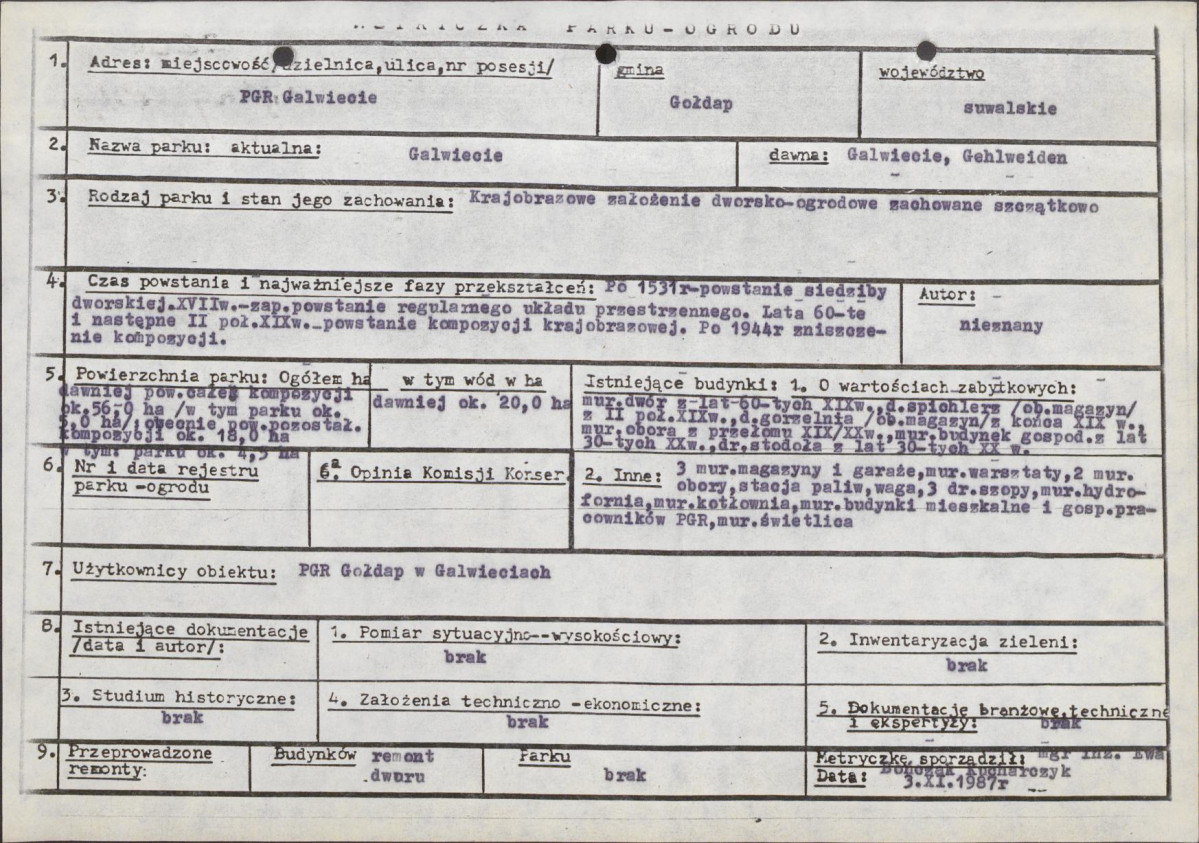 METRYCZKA PARKU-OGRODU
1. Adres: miejscowość/dzielnica,ulica,nr posesji/
PGR Galwiecie
gmina
Gołdap
województwo
suwalskie
2. Nazwa parku: aktualna: Galwiecie
dawna: Galwiecie, Gehlweiden
3. Rodzaj parku i stan jego zachowania: Krajobrazowe założenie dworsko-ogrodowe zachowane szczątkowo
4. Czas powstania i najważniejsze fazy przekształceń: Po 1531r-powstanie siedziby
dworskiej.XVIIw.-zap.powstanie regularnego układu przestrzennego. Lata 60-te
i następne II poł.XIXw.-powstanie kompozycji krajobrazowej. Po 1944r zniszcze-
nie kompozycji.
Autor:
nieznany
5. Powierzchnia parku: Ogółem ha
dawniej pow.całej kompozycji
ok.56,0 ha /w tym parku ok.
5,0 ha/;obecnie pow.pozostał.
kompozycji ok. 18,0 ha
w tym: parku ok. 4,5 ha
w tym wód w ha
dawniej ok. 20,0 ha
Istniejące budynki: 1. O wartościach zabytkowych:
mur.dwór z lat 60-tych XIXw.,d.spichlerz /ob.magazyn/
z II poł.XIXw.,d.gorzelnia /ob.magazyn/z końca XIX w.,
mur.obora z przełomu XIX/XXw.,mur.budynek gospod.z lat
30-tych XXw.,dr.stodoła z lat 30-tych XX w.
6. Nr i data rejestru
parku -ogrodu
6a. Opinia Komisji Konser.
2. Inne: 3 mur.magazyny i garaże,mur.warsztaty,2 mur.
obory,stacja paliw,waga,3 dr.szopy,mur.hydro-
fornia,mur.kotłownia,mur.budynki mieszkalne i gosp.pra-
cowników PGR,mur.świetlica
7. Użytkownicy obiektu: PGR Gołdap w Galwieciach
8. Istniejące dokumentacje
/data i autor/:
1. Pomiar sytuacyjno--wysokościowy:
brak
2. Inwentaryzacja zieleni:
brak
3. Studium historyczne:
brak
4. Założenia techniczno -ekonomiczne:
brak
5. Dokumentacje branżowe,techniczne
i ekspertyzy: brak
9. Przeprowadzone
remonty:
Budynków remont
dworu
Parku
brak
Metryczkę sporządził: mgr inż. Ewa
Bończak Kucharczyk
Data: 3.XI.1987r